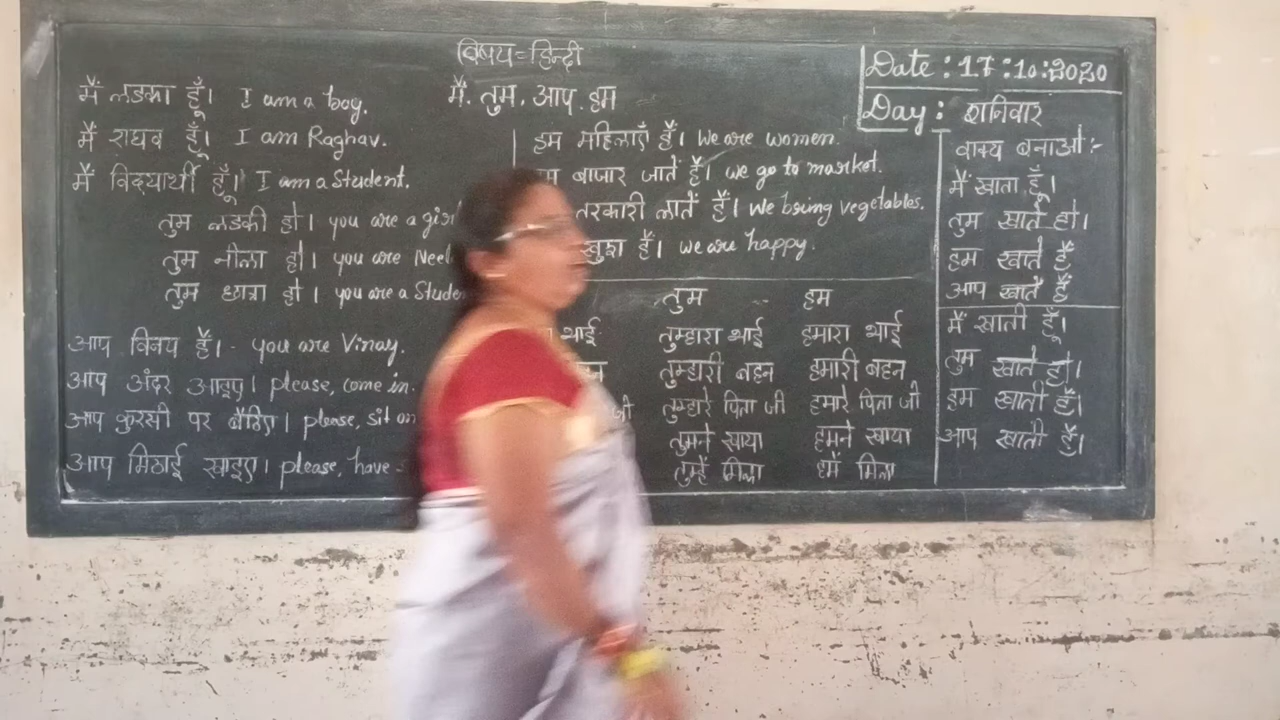 विषय=हिन्दी
Date: 17:10:2020
Day: शनिवार
मैं. तुम. आप. हम
मैं लडका हूँ। I am a boy.
मैं राघव हूँ। I am Raghav.
मैं विद्यार्थी हूँ। I am a Student.
तुम लडकी हो। you are a
तुम नीला हो। you are
तुम छात्रा हो। you are a
आप विनय हैं। - you are Vinay.
आप अंदर आइए। please, come in.
आप कुरसी पर बैठिए। please, sit on
आप मिठाई खाइए। please, have
हम महिलाएँ हैं। We are women.
बाजार जाते हैं। we go to market.
तरकारी लाते हैं। We bring vegetables.
खुश हैं। we are happy.
तुम हम
भाई तुम्हारा भाई हमारा भाई
तुम्हारी बहन हमारी बहन
जी तुम्हारे पिता जी हमारे पिता जी
तुमने खाया हमने खाया
तुम्हें मिला हमें मिला
वाक्य बनाओ:-
मैं खाता हूँ।
तुम खाते हो।
हम खाते हैं
आप खाते हैं
मैं खाती हूँ।
तुम खाते हो।
हम खाती हैं।
आप खाती हैं।